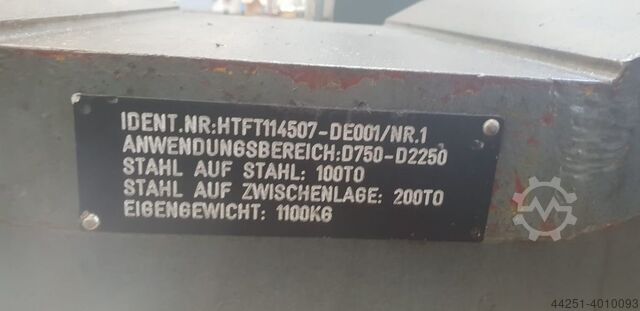 IDENT.NR:HTFT114507-DE001/NR.1
ANWENDUNGSBEREICH:D750-D2250
STAHL AUF STAHL: 100TO
STAHL AUF ZWISCHENLAGE: 200TO
EIGENGEWICHT: 1100KG
44251-4010093